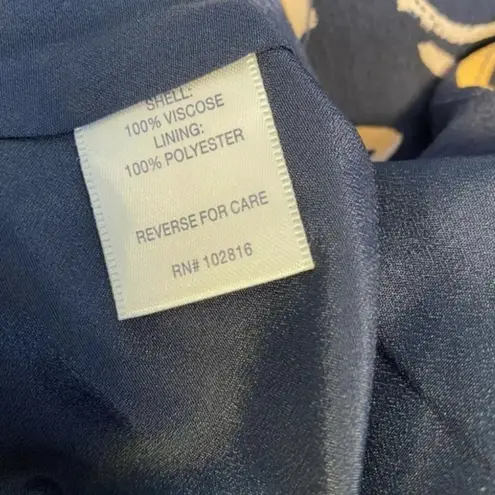 SHELL:
100% VISCOSE
LINING:
100% POLYESTER
REVERSE FOR CARE
RN# 102816